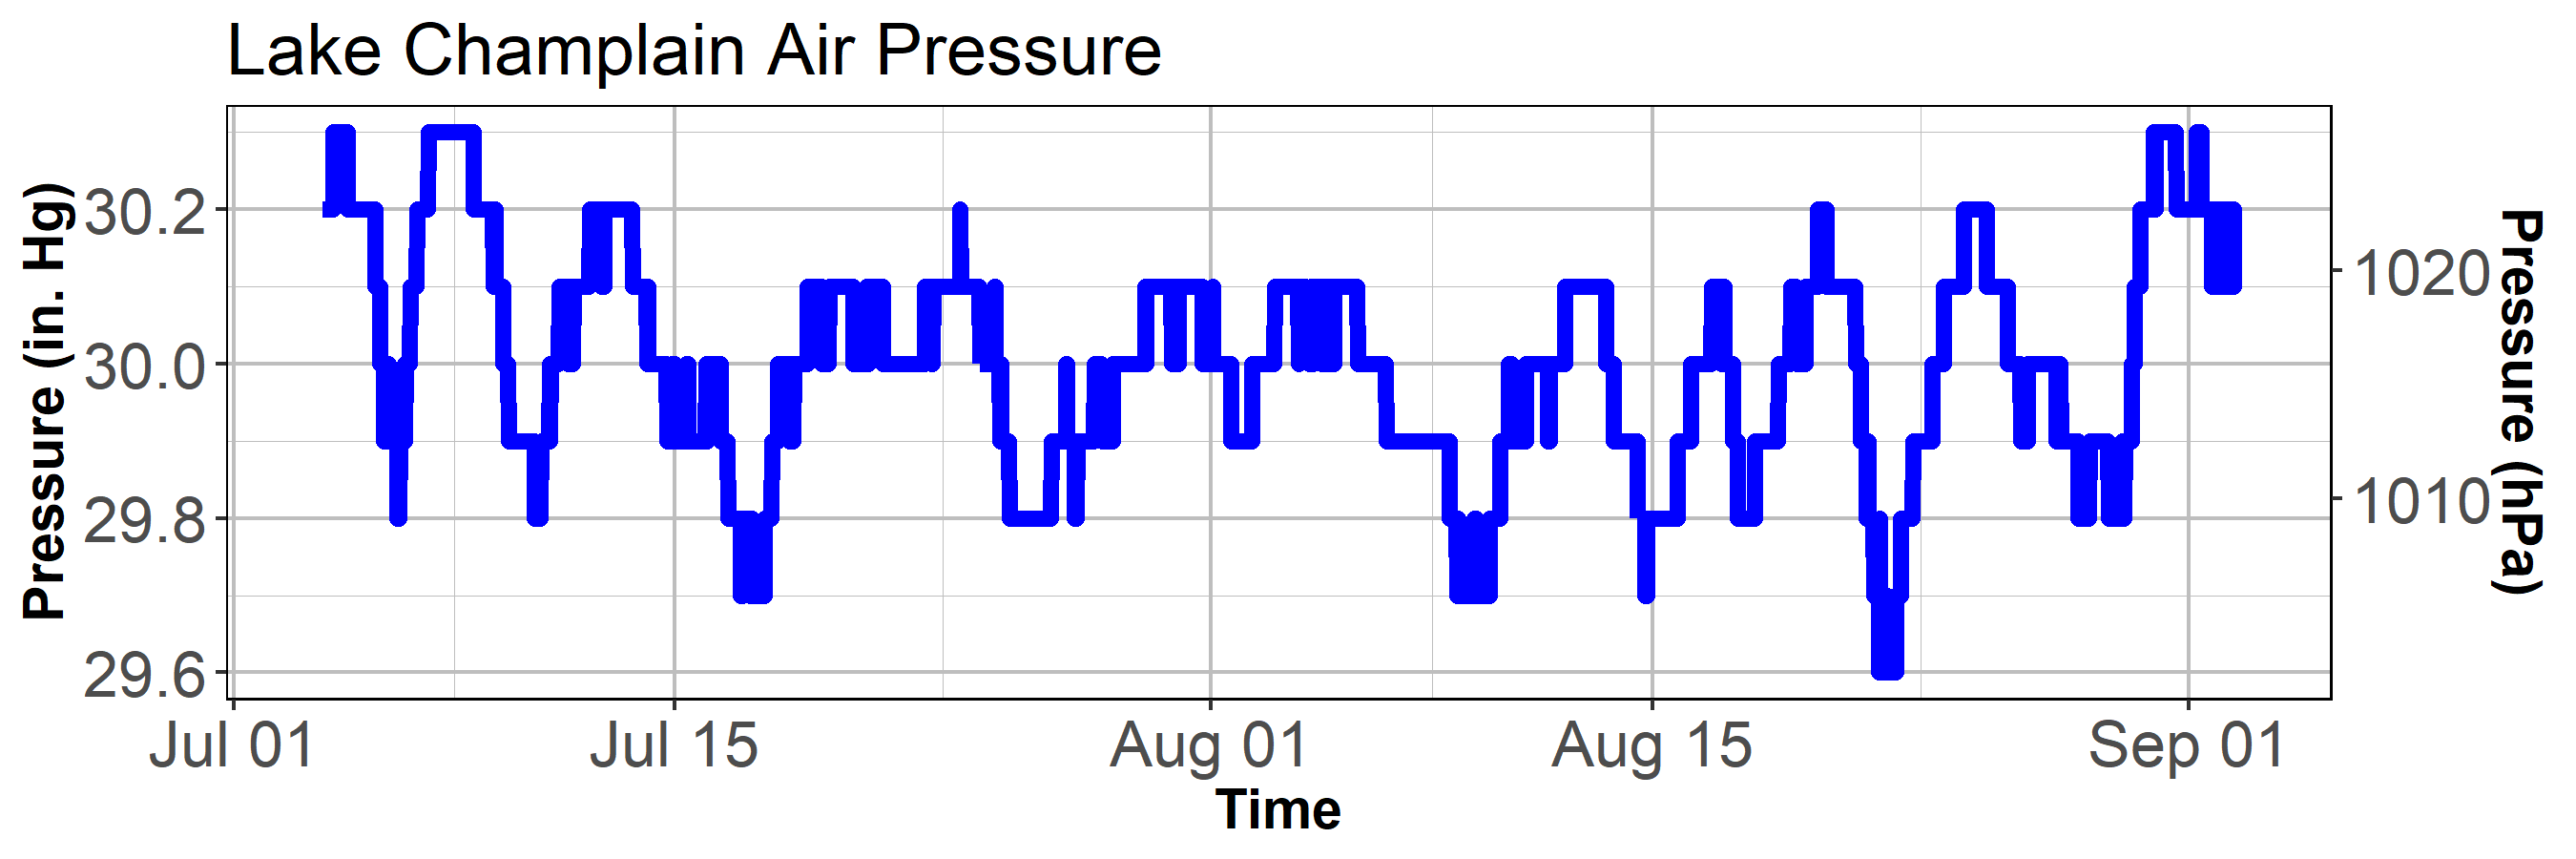 Lake Champlain Air Pressure
Pressure (in. Hg)
30.2
30.0
29.8
29.6
1020
1010
Pressure (hPa)
Jul 01 Jul 15 Aug 01 Aug 15 Sep 01
Time